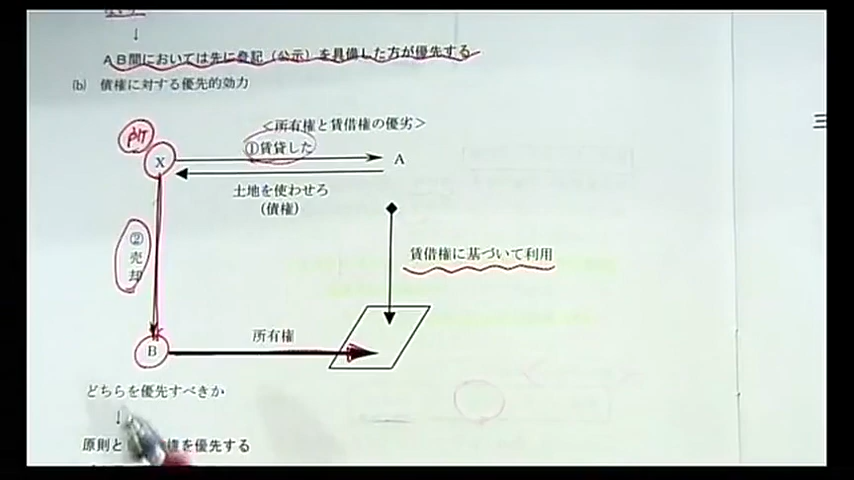 ↓
ＡＢ間においては先に登記（公示）を具備した方が優先する
(b) 債権に対する優先的効力
＜所有権と賃借権の優劣＞
所
X
①賃貸した
A
土地を使わせろ
（債権）
②売却
賃借権に基づいて利用
B
所有権
どちらを優先すべきか
↓
原則と 権を優先する
三